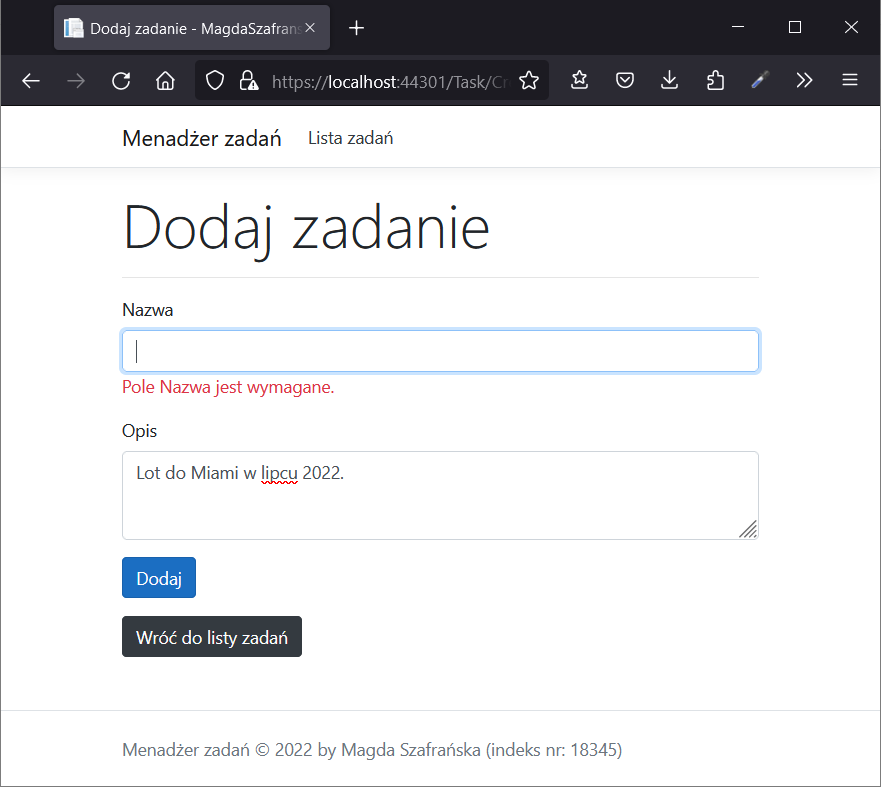 Dodaj zadanie - MagdaSzafrans
https://localhost:44301/Task/Cr
Menadżer zadań
Lista zadań
Dodaj zadanie
Nazwa
Pole Nazwa jest wymagane.
Opis
Lot do Miami w lipcu 2022.
Dodaj
Wróć do listy zadań
Menadżer zadań © 2022 by Magda Szafrańska (indeks nr: 18345)